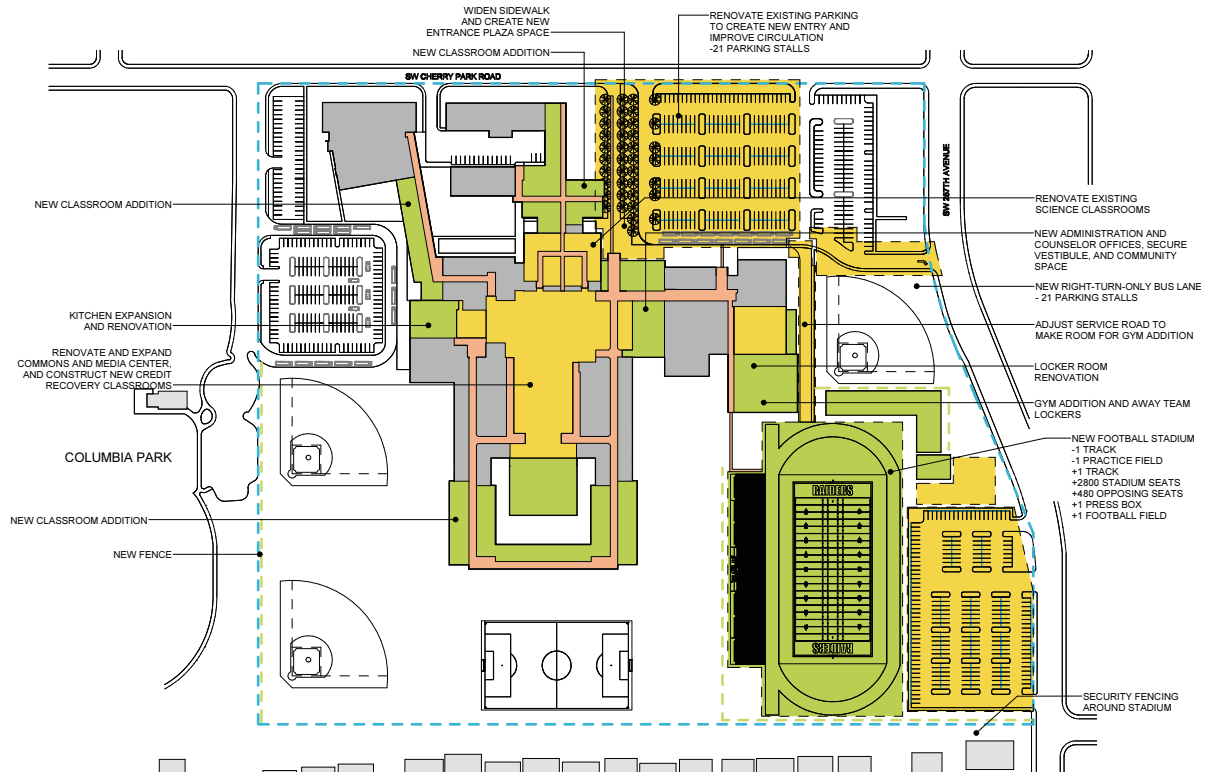 WIDEN SIDEWALK
AND CREATE NEW
ENTRANCE PLAZA SPACE
NEW CLASSROOM ADDITION
RENOVATE EXISTING PARKING
TO CREATE NEW ENTRY AND
IMPROVE CIRCULATION
-21 PARKING STALLS
SW CHERRY PARK ROAD
SW 257TH AVENUE
NEW CLASSROOM ADDITION
RENOVATE EXISTING
SCIENCE CLASSROOMS
NEW ADMINISTRATION AND
COUNSELOR OFFICES, SECURE
VESTIBULE, AND COMMUNITY
SPACE
NEW RIGHT-TURN-ONLY BUS LANE
- 21 PARKING STALLS
KITCHEN EXPANSION
AND RENOVATION
ADJUST SERVICE ROAD TO
MAKE ROOM FOR GYM ADDITION
RENOVATE AND EXPAND
COMMONS AND MEDIA CENTER,
AND CONSTRUCT NEW CREDIT
RECOVERY CLASSROOMS
LOCKER ROOM
RENOVATION
GYM ADDITION AND AWAY TEAM
LOCKERS
COLUMBIA PARK
NEW FOOTBALL STADIUM
-1 TRACK
-1 PRACTICE FIELD
+1 TRACK
+2800 STADIUM SEATS
+480 OPPOSING SEATS
+1 PRESS BOX
+1 FOOTBALL FIELD
RAIDERS
NEW CLASSROOM ADDITION
NEW FENCE
RAIDERS
SECURITY FENCING
AROUND STADIUM